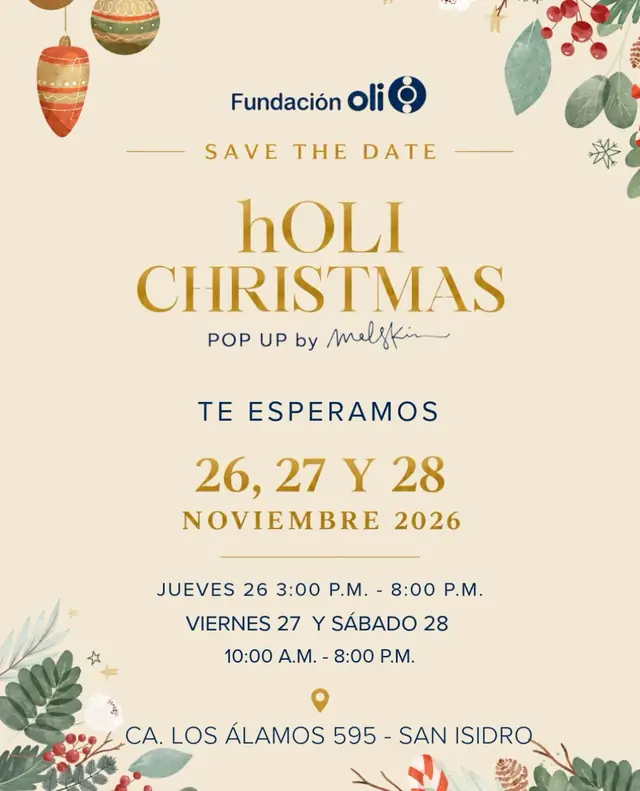 Fundación oli
SAVE THE DATE
hOLI
CHRISTMAS
POP UP by Melskin
TE ESPERAMOS
26, 27 Y 28
NOVIEMBRE 2026
JUEVES 26 3:00 P.M. - 8:00 P.M.
VIERNES 27 Y SÁBADO 28
10:00 A.M. - 8:00 P.M.
CA. LOS ÁLAMOS 595 - SAN ISIDRO